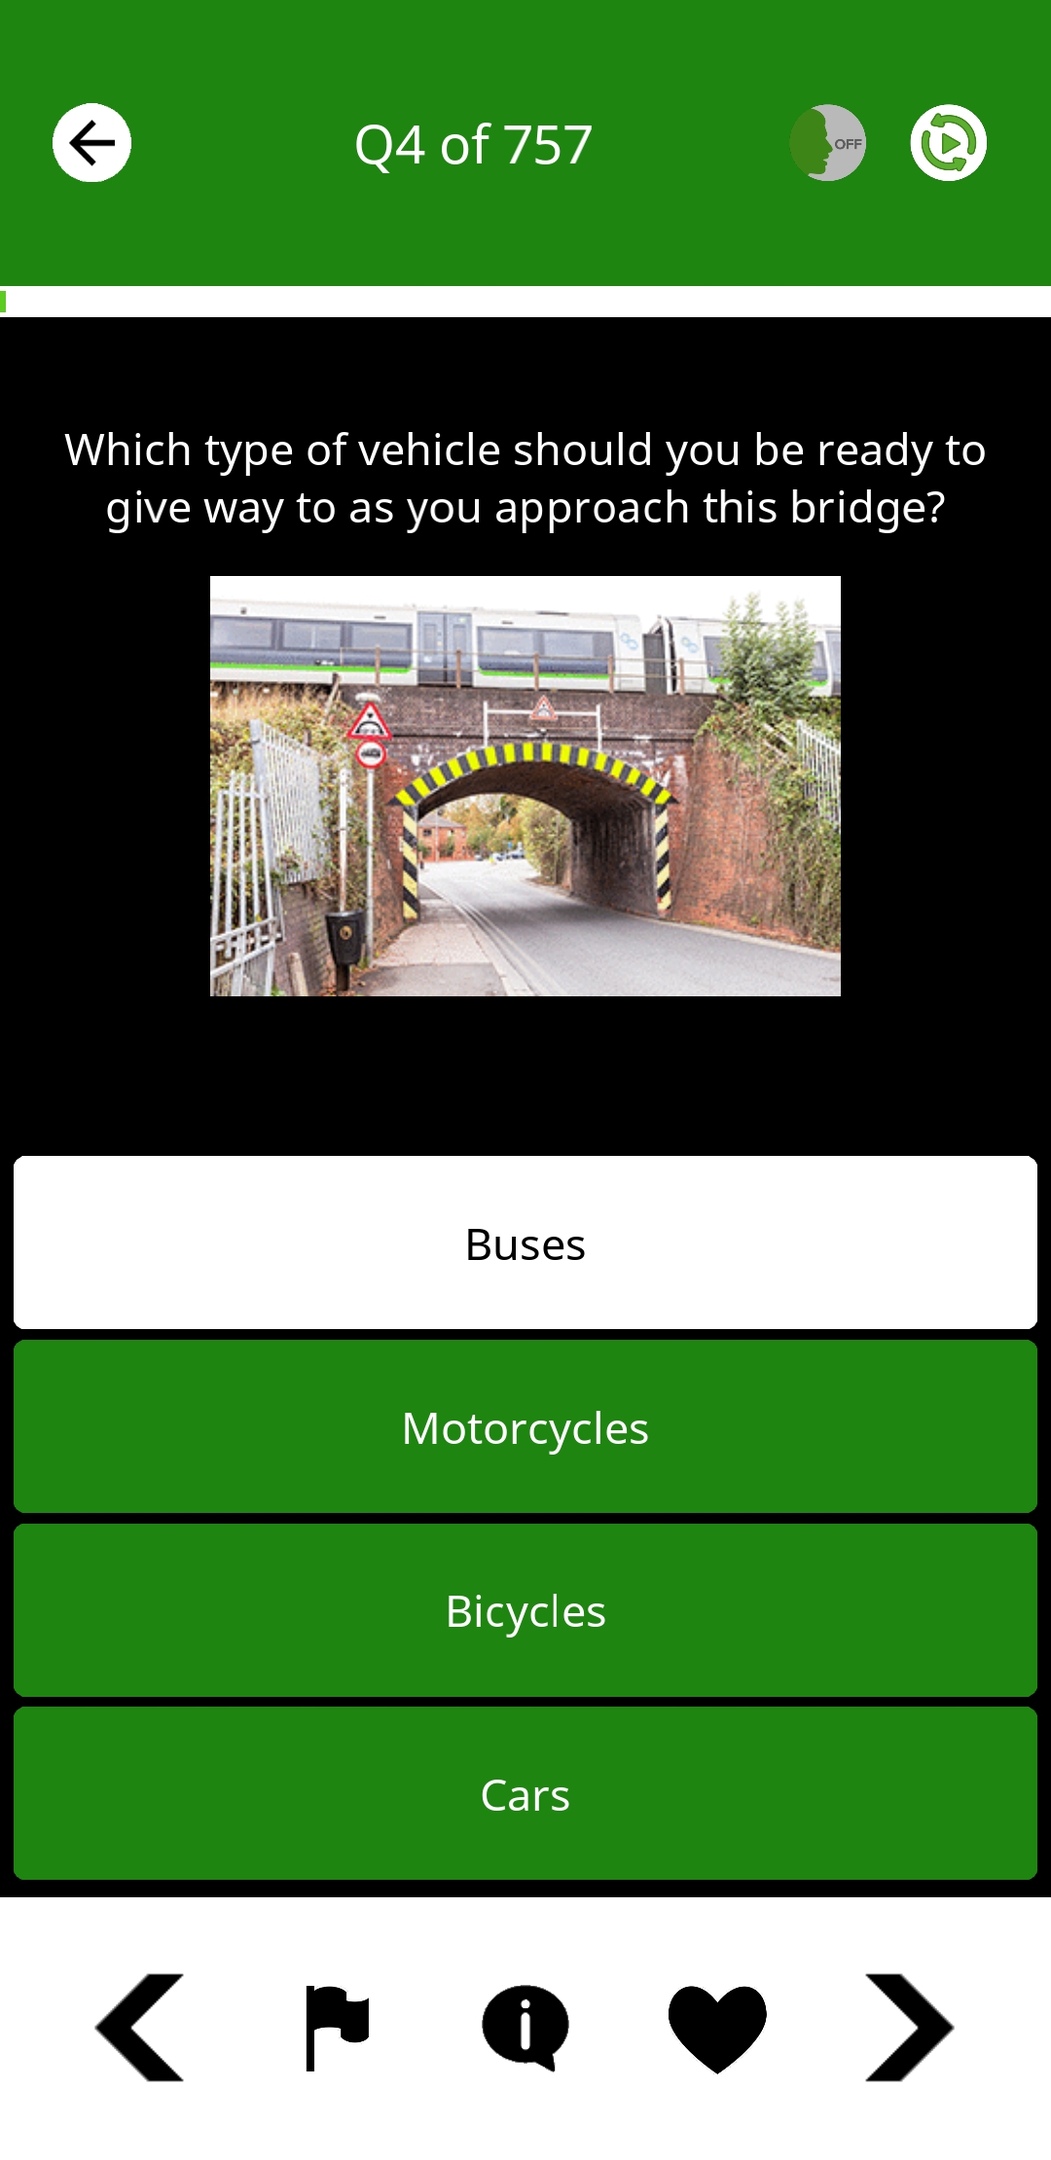 Q4 of 757
OFF
Which type of vehicle should you be ready to
give way to as you approach this bridge?
Buses
Motorcycles
Bicycles
Cars